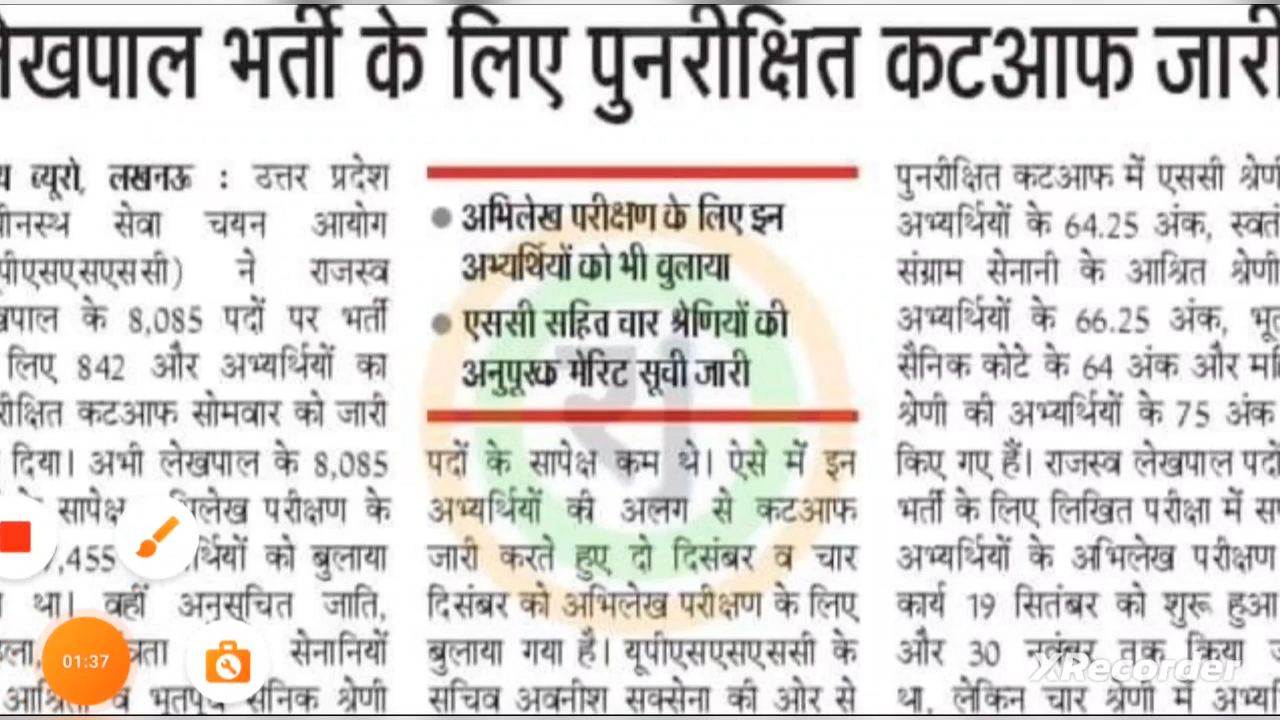 लेखपाल भर्ती के लिए पुनरीक्षित कटआफ जारी
ब्यूरो, लखनऊ : उत्तर प्रदेश
सेवा चयन आयोग
ने राजस्व
के 8,085 पदों पर भर्ती
लिए 842 और अभ्यर्थियों का
कटआफ सोमवार को जारी
दिया। अभी लेखपाल के 8,085
सापेक्ष परीक्षण के
को बुलाया
था। वहीं अनुसूचित जाति,
सेनानियों
व श्रेणी
● अभिलेख परीक्षण के लिए इन
अभ्यर्थियों को भी बुलाया
● एससी सहित चार श्रेणियों की
अनुपूरक मेरिट सूची जारी
पदों के सापेक्ष कम थे। ऐसे में इन
अभ्यर्थियों की अलग से कटआफ
जारी करते हुए दो दिसंबर व चार
दिसंबर को अभिलेख परीक्षण के लिए
बुलाया गया है। यूपीएसएसएससी के
सचिव अवनीश सक्सेना की ओर से
पुनरीक्षित कटआफ में एससी श्रेणी
अभ्यर्थियों के 64.25 अंक,
संग्राम सेनानी के आश्रित श्रेणी
अभ्यर्थियों के 66.25 अंक,
सैनिक कोटे के 64 अंक और
श्रेणी की अभ्यर्थियों के 75 अंक
किए गए हैं। राजस्व लेखपाल
भर्ती के लिए लिखित परीक्षा में
अभ्यर्थियों के अभिलेख परीक्षण
कार्य 19 सितंबर को शुरू हुआ
और 30 नवंबर तक किया
था, लेकिन चार श्रेणी में
01:37
XRecorder